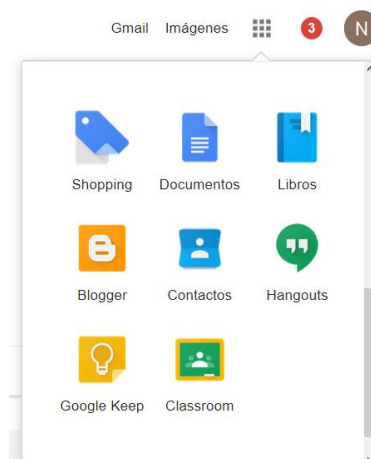 Gmail Imágenes 3 N
Shopping Documentos Libros
Blogger Contactos Hangouts
Google Keep Classroom